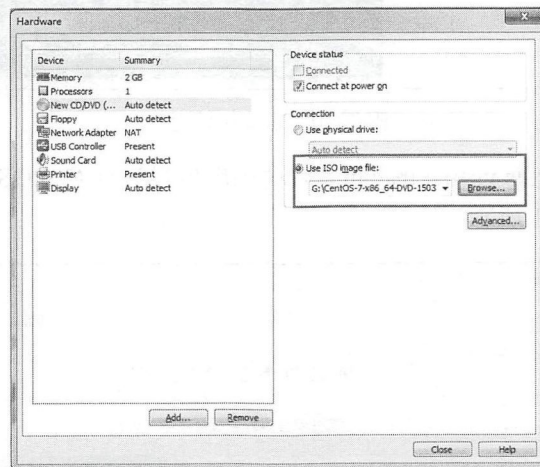 Hardware
Device Summary
Memory 2 GB
Processors 1
New CD/DVD (... Auto detect
Floppy Auto detect
Network Adapter NAT
USB Controller Present
Sound Card Auto detect
Printer Present
Display Auto detect
Add... Remove
Device status
Connected
Connect at power on
Connection
Use physical drive:
Auto detect
Use ISO image file:
G:\CentOS-7-x86_64-DVD-1503 Browse...
Advanced...
Close Help